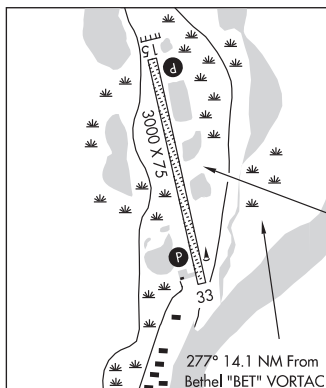 15
P
3000 X 75
P
33
277° 14.1 NM From
Bethel "BET" VORTAC